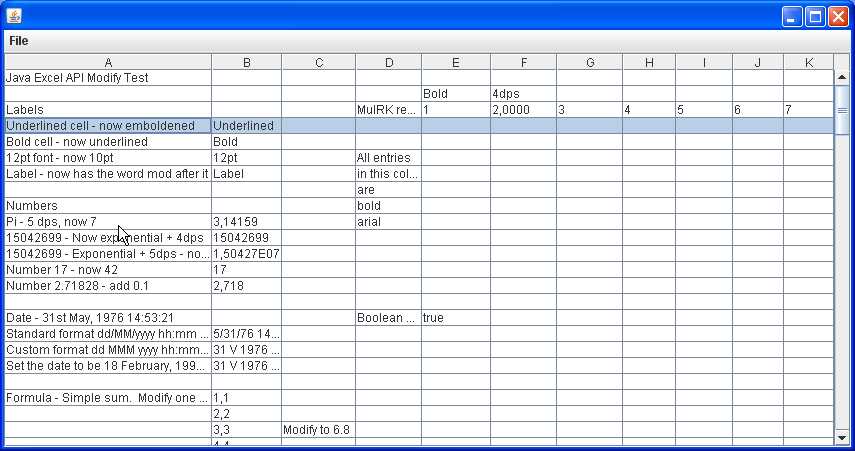 File
A B C D E F G H I J K
Java Excel API Modify Test
Bold 4dps
Labels MulRK re... 1 2,0000 3 4 5 6 7
Underlined cell - now emboldened Underlined
Bold cell - now underlined Bold
12pt font - now 10pt 12pt All entries
Label - now has the word mod after it Label in this col...
are
Numbers bold
Pi - 5 dps, now 7 3,14159 arial
15042699 - Now exponential + 4dps 15042699
15042699 - Exponential + 5dps - no... 1,50427E07
Number 17 - now 42 17
Number 2.71828 - add 0.1 2,718
Date - 31st May, 1976 14:53:21 Boolean ... true
Standard format dd/MM/yyyy hh:mm ... 5/31/76 14...
Custom format dd MMM yyyy hh:mm... 31 V 1976 ...
Set the date to be 18 February, 199... 31 V 1976 ...
Formula - Simple sum. Modify one ... 1,1
2,2
3,3 Modify to 6.8
4,4